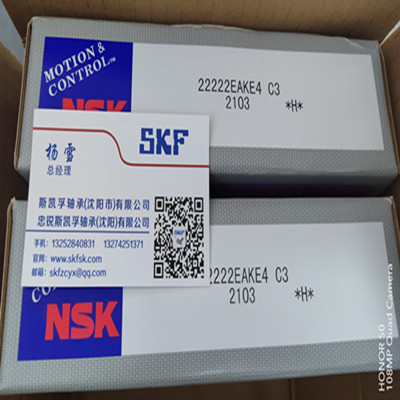 MOTION &
CONTROL™
NSK
22222EAKE4 C3
2103 *H*
SKF
杨雪
总经理
斯凯孚轴承(沈阳市)有限公司
忠锐斯凯孚轴承(沈阳)有限公司
手机：13252840831 13274251371
官网：www.skfsk.com
邮箱：skfzcyx@qq.com
SKF
22222EAKE4 C3
2103 *H*
CON
NSK
HONOR 50
108MP Quad Camera